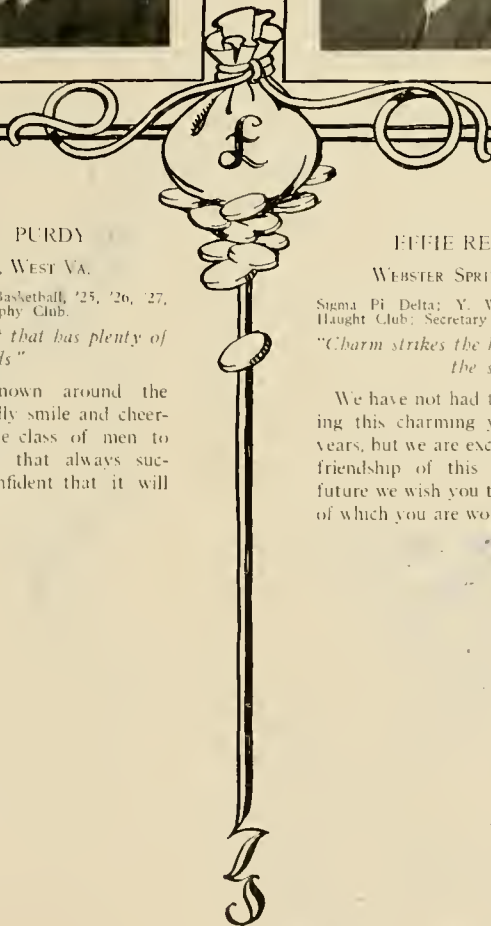 £
PURDY
, WEST VA.
Basketball, '25, '26, '27,
phy Club.
t that has plenty of
ds"
nown around the
lly smile and cheer-
e class of men to
that always suc-
nfident that it will
EFFIE RE
WEBSTER SPRI
Sigma Pi Delta; Y. W
Haught Club; Secretary
"Charm strikes the
the s
We have not had t
ing this charming y
years, but we are exc
friendship of this
future we wish you t
of which you are wo